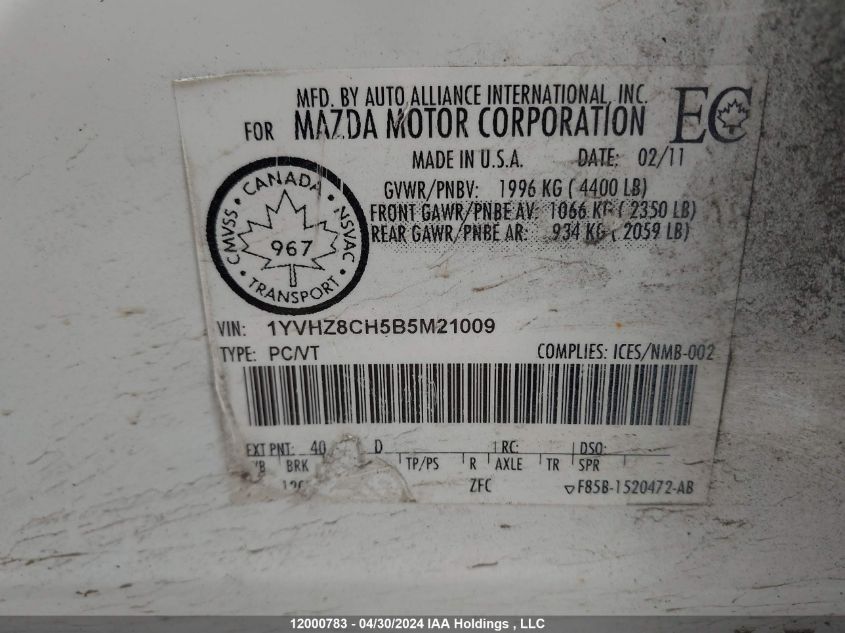 MFD. BY AUTO ALLIANCE INTERNATIONAL, INC.
FOR MAZDA MOTOR CORPORATION EC
MADE IN U.S.A. DATE: 02/11
GVWR/PNBV: 1996 KG ( 4400 LB)
FRONT GAWR/PNBE AV: 1066 KG ( 2350 LB)
REAR GAWR/PNBE AR: 934 KG ( 2059 LB)
CANADA
CMVSS NSVAC
967
TRANSPORT
VIN: 1YVHZ8CH5B5M21009
TYPE: PC/VT COMPLIES: ICES/NMB-002
EXT PNT: 40 D RC: DSO:
BRK TP/PS R AXLE TR SPR
ZFC F85B-1520472-AB
12000783 - 04/30/2024 IAA Holdings , LLC